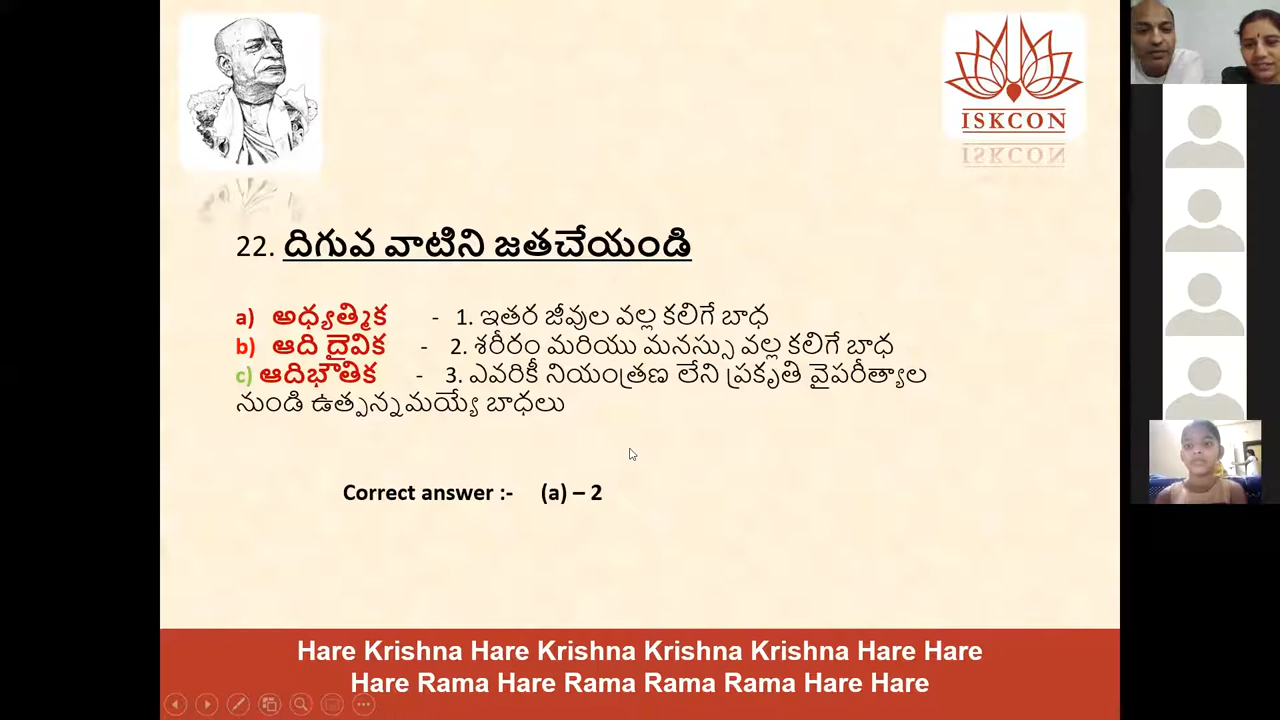 ISKCON
22. దిగువ వాటిని జతచేయండి
a) అధ్యత్మిక - 1. ఇతర జీవుల వల్ల కలిగే బాధ
b) ఆది దైవిక - 2. శరీరం మరియు మనస్సు వల్ల కలిగే బాధ
c) ఆదిభౌతిక - 3. ఎవరికీ నియంత్రణ లేని ప్రకృతి వైపరీత్యాల
నుండి ఉత్పన్నమయ్యే బాధలు
Correct answer :- (a) – 2
Hare Krishna Hare Krishna Krishna Krishna Hare Hare
Hare Rama Hare Rama Rama Rama Hare Hare